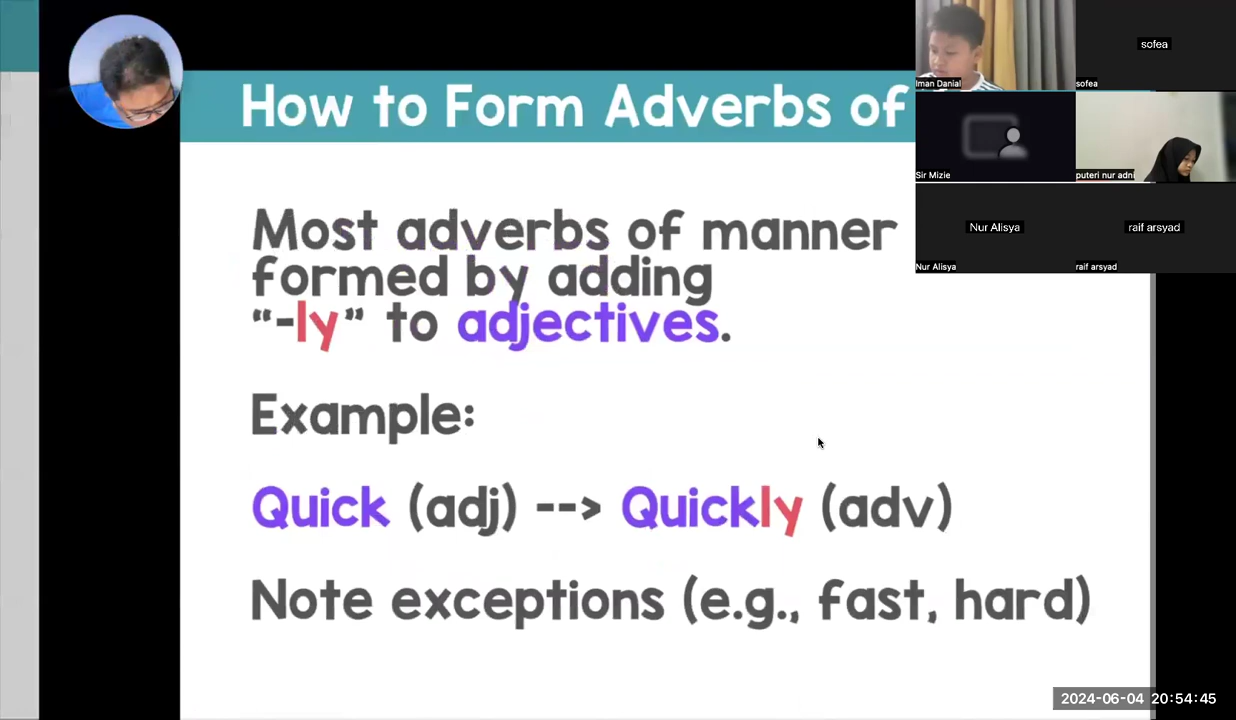 How to Form Adverbs of
Most adverbs of manner
formed by adding
“-ly” to adjectives.
Example:
Quick (adj) --> Quickly (adv)
Note exceptions (e.g., fast, hard)
Iman Danial
sofea
sofea
Sir Mizie
puteri nur adni
Nur Alisya
raif arsyad
Nur Alisya
raif arsyad
2024-06-04 20:54:45